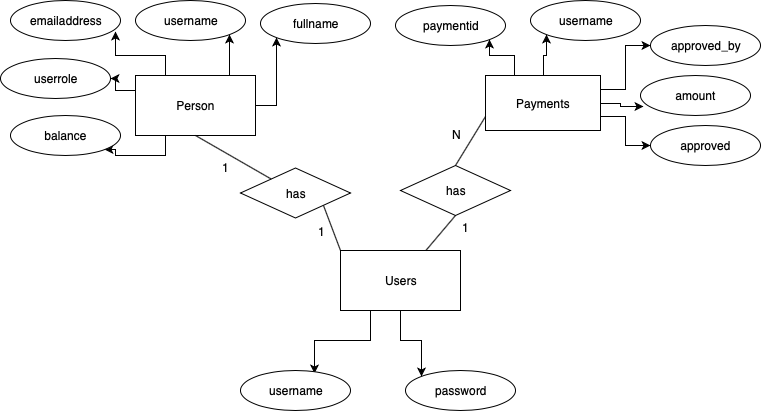 emailaddress
username
fullname
paymentid
username
approved_by
userrole
Person
Payments
amount
balance
approved
N
1
has
has
1
1
Users
username
password